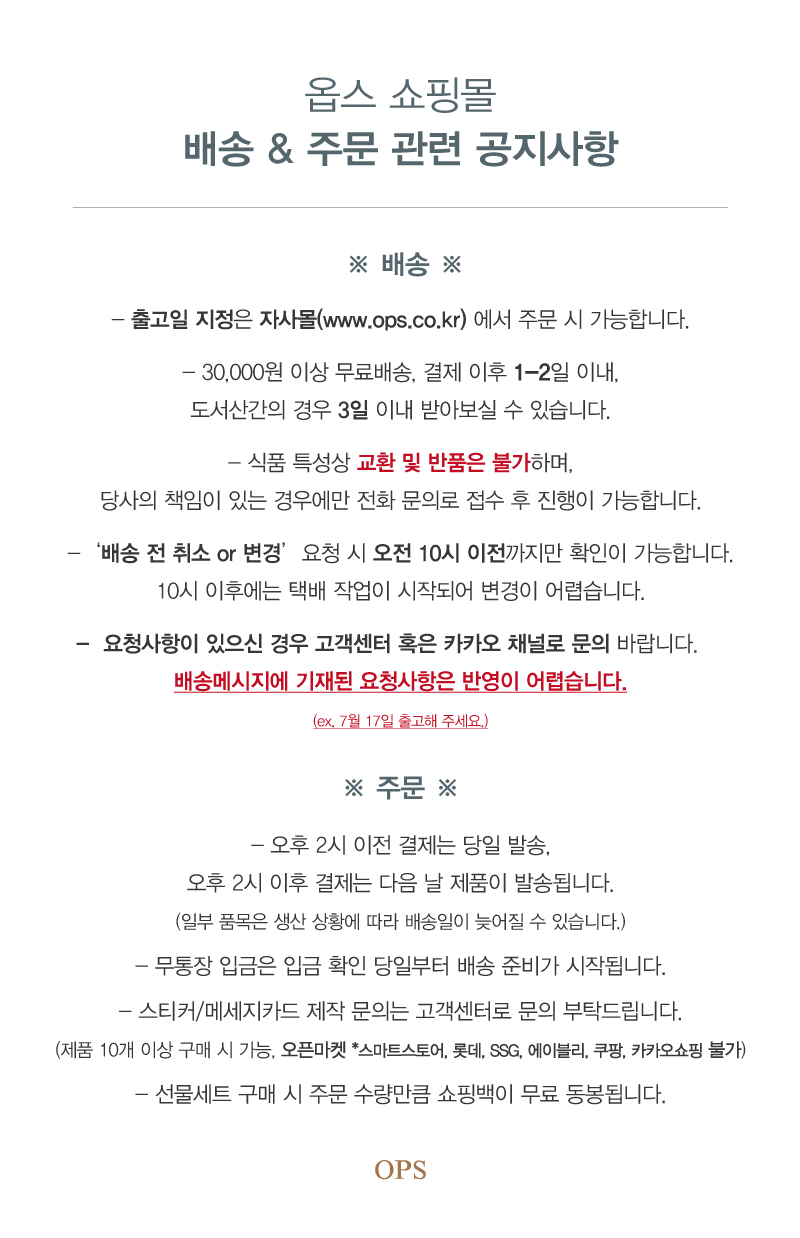 옵스 쇼핑몰
배송 & 주문 관련 공지사항
※ 배송 ※
- 출고일 지정은 자사몰(www.ops.co.kr) 에서 주문 시 가능합니다.
- 30,000원 이상 무료배송, 결제 이후 1-2일 이내,
도서산간의 경우 3일 이내 받아보실 수 있습니다.
- 식품 특성상 교환 및 반품은 불가하며,
당사의 책임이 있는 경우에만 전화 문의로 접수 후 진행이 가능합니다.
- ‘배송 전 취소 or 변경’ 요청 시 오전 10시 이전까지만 확인이 가능합니다.
10시 이후에는 택배 작업이 시작되어 변경이 어렵습니다.
- 요청사항이 있으신 경우 고객센터 혹은 카카오 채널로 문의 바랍니다.
배송메시지에 기재된 요청사항은 반영이 어렵습니다.
(ex. 7월 17일 출고해 주세요.)
※ 주문 ※
- 오후 2시 이전 결제는 당일 발송,
오후 2시 이후 결제는 다음 날 제품이 발송됩니다.
(일부 품목은 생산 상황에 따라 배송일이 늦어질 수 있습니다.)
- 무통장 입금은 입금 확인 당일부터 배송 준비가 시작됩니다.
- 스티커/메세지카드 제작 문의는 고객센터로 문의 부탁드립니다.
(제품 10개 이상 구매 시 가능, 오픈마켓 *스마트스토어, 롯데, SSG, 에이블리, 쿠팡, 카카오쇼핑 불가)
- 선물세트 구매 시 주문 수량만큼 쇼핑백이 무료 동봉됩니다.
OPS